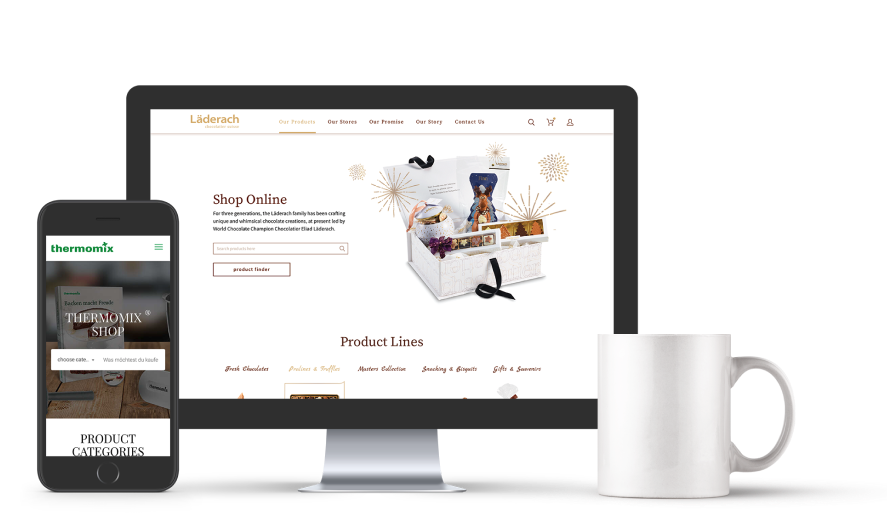 Läderach
chocolatier suisse
Our Products Our Stores Our Promise Our Story Contact Us
Shop Online
For three generations, the Läderach family has been crafting
unique and whimsical chocolate creations, at present led by
World Chocolate Champion Chocolatier Elias Läderach.
Search products here
product finder
Product Lines
Fresh Chocolates Pralines & Truffles Masters Collection Snacking & Bisquits Gifts & Souvenirs
thermomix
Kochen macht Freude
THERMOMIX ®
SHOP
choose cate.. Was möchtest du kaufe
thermomix
PRODUCT
CATEGORIES